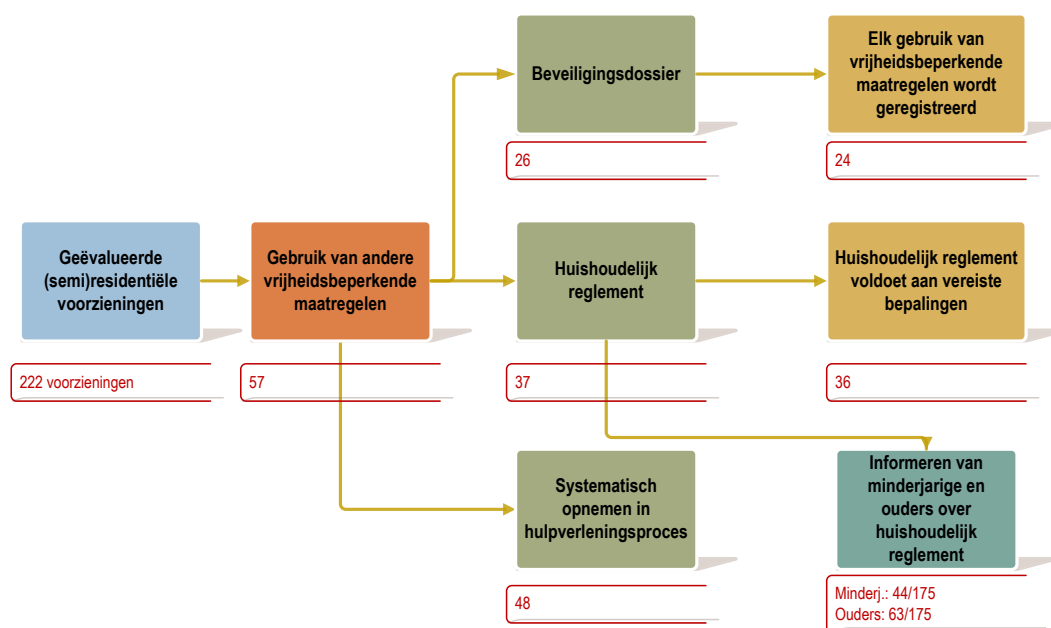 Beveiligingsdossier
26
Elk gebruik van
vrijheidsbeperkende
maatregelen wordt
geregistreerd
24
Geëvalueerde
(semi)residentiële
voorzieningen
222 voorzieningen
Gebruik van andere
vrijheidsbeperkende
maatregelen
57
Huishoudelijk
reglement
37
Huishoudelijk reglement
voldoet aan vereiste
bepalingen
36
Systematisch
opnemen in
hulpverleningsproces
48
Informeren van
minderjarige en
ouders over
huishoudelijk
reglement
Minderj.: 44/175
Ouders: 63/175